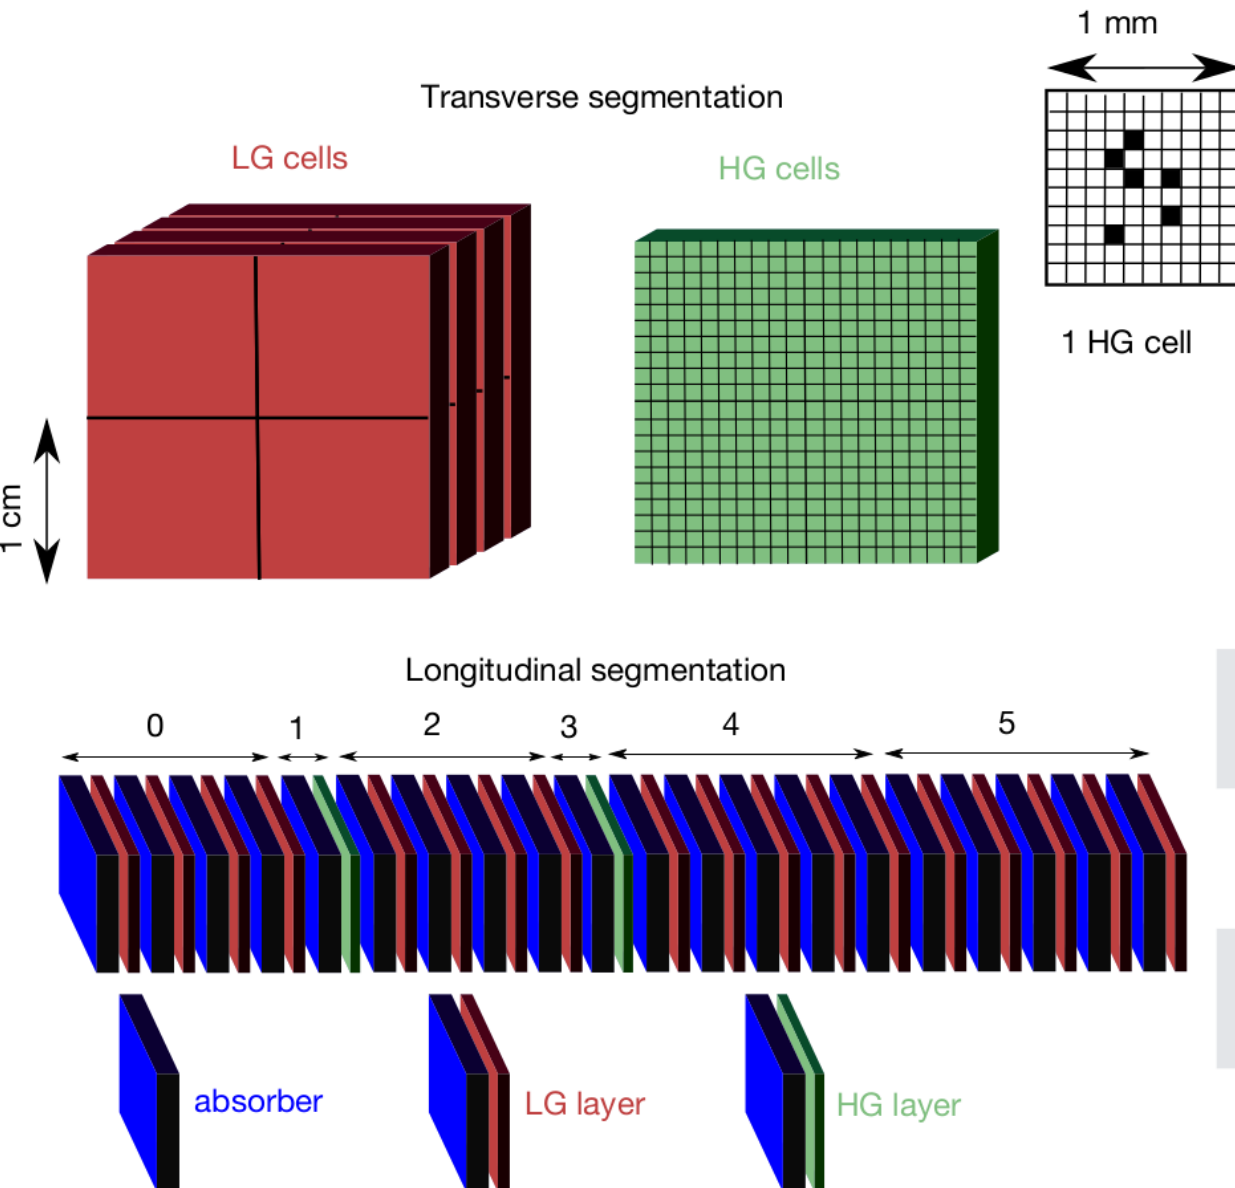 1 mm
Transverse segmentation
LG cells
HG cells
1 HG cell
1 cm
Longitudinal segmentation
0 1 2 3 4 5
absorber
LG layer
HG layer